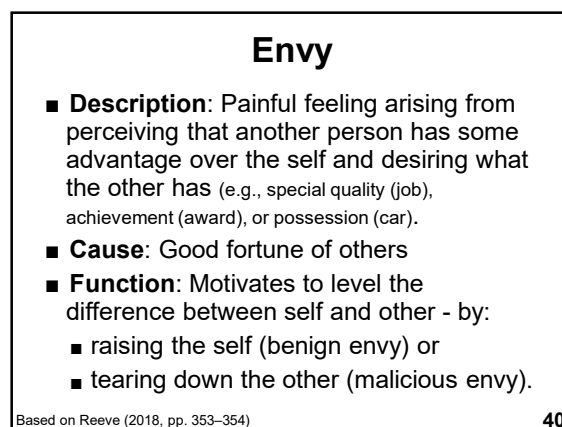 Envy
■ Description: Painful feeling arising from
perceiving that another person has some
advantage over the self and desiring what
the other has (e.g., special quality (job),
achievement (award), or possession (car).
■ Cause: Good fortune of others
■ Function: Motivates to level the
difference between self and other - by:
■ raising the self (benign envy) or
■ tearing down the other (malicious envy).
Based on Reeve (2018, pp. 353–354)
40